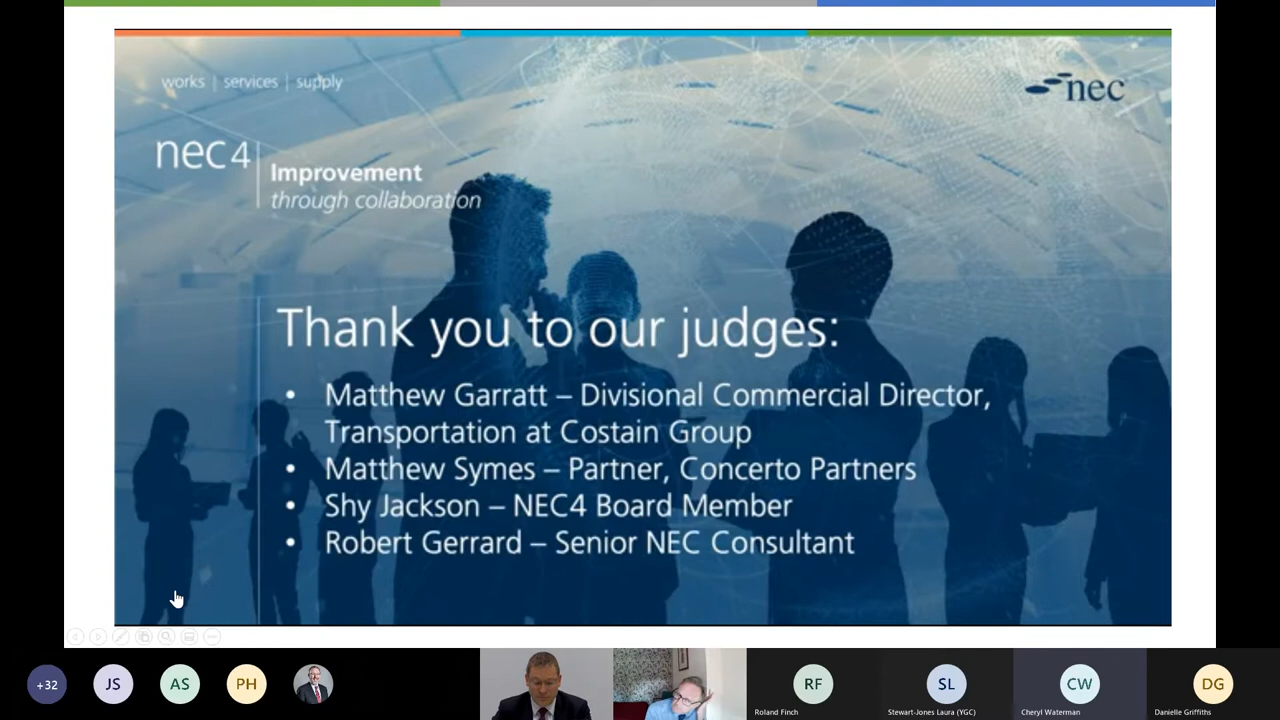 works | services | supply
nec
nec4
Improvement
through collaboration
Thank you to our judges:
• Matthew Garratt – Divisional Commercial Director,
Transportation at Costain Group
• Matthew Symes – Partner, Concerto Partners
• Shy Jackson – NEC4 Board Member
• Robert Gerrard – Senior NEC Consultant
+32
JS
AS
PH
RF
SL
CW
DG
Roland Finch
Stewart-Jones Laura (YGC)
Cheryl Waterman
Danielle Griffiths